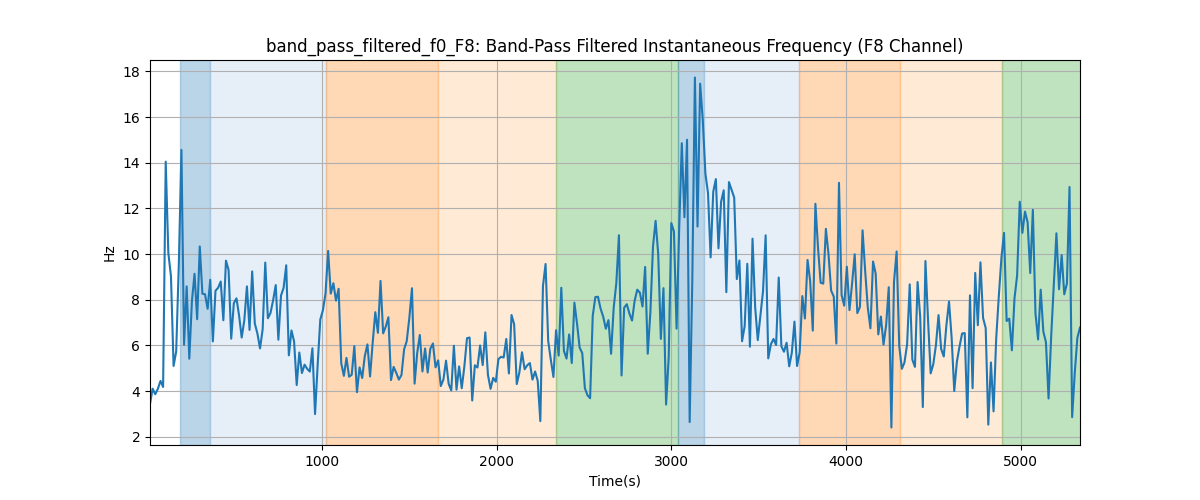 band_pass_filtered_f0_F8: Band-Pass Filtered Instantaneous Frequency (F8 Channel)
18
16
14
12
10
8
6
4
2
Hz
1000 2000 3000 4000 5000
Time(s)